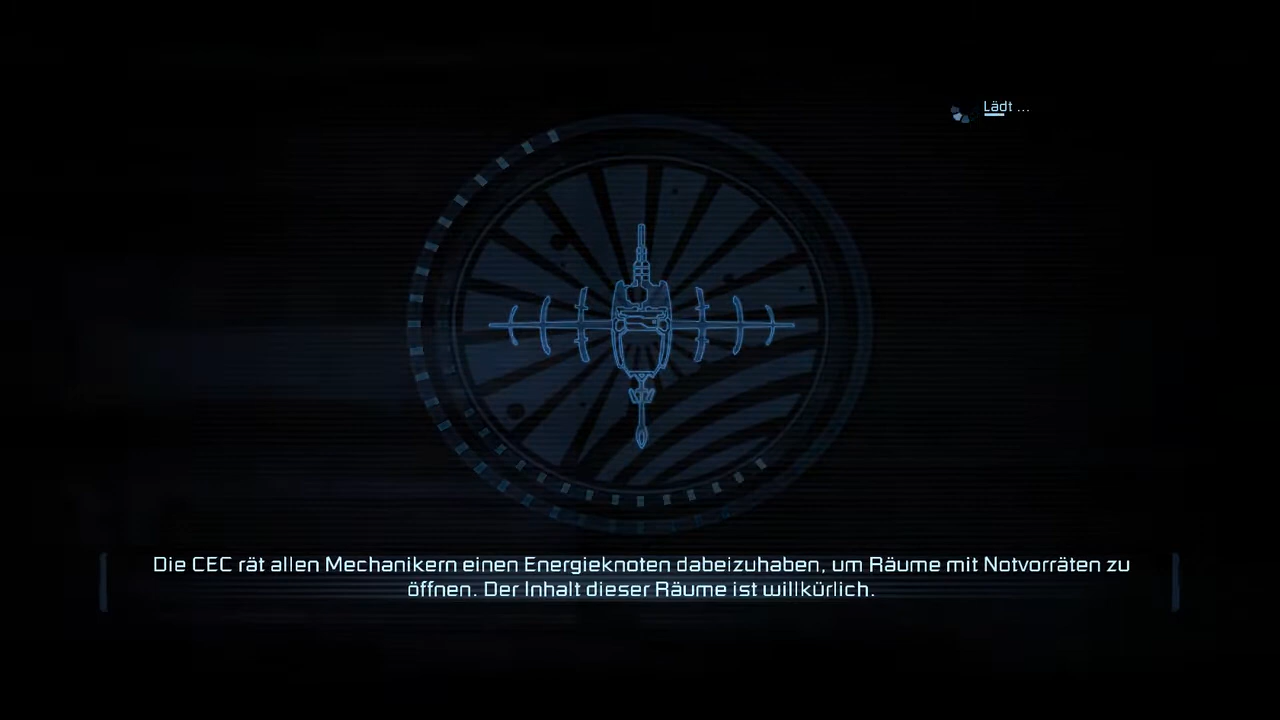 Lädt ...
Die CEC rät allen Mechanikern einen Energieknoten dabeizuhaben, um Räume mit Notvorräten zu
öffnen. Der Inhalt dieser Räume ist willkürlich.